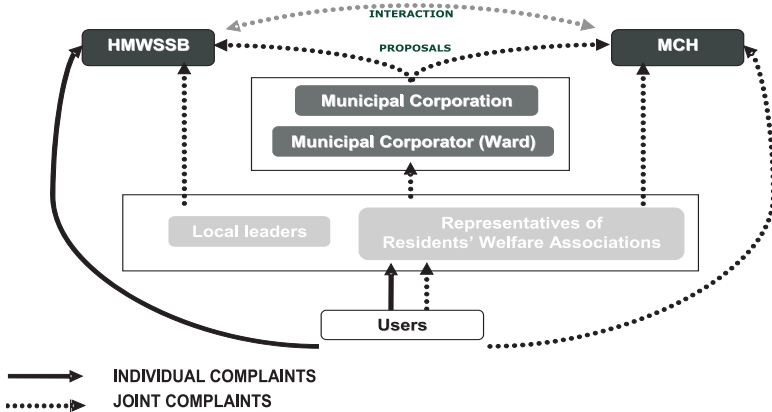 INTERACTION
HMWSSB
MCH
PROPOSALS
Municipal Corporation
Municipal Corporator (Ward)
Local leaders
Representatives of
Residents' Welfare Associations
Users
INDIVIDUAL COMPLAINTS
JOINT COMPLAINTS